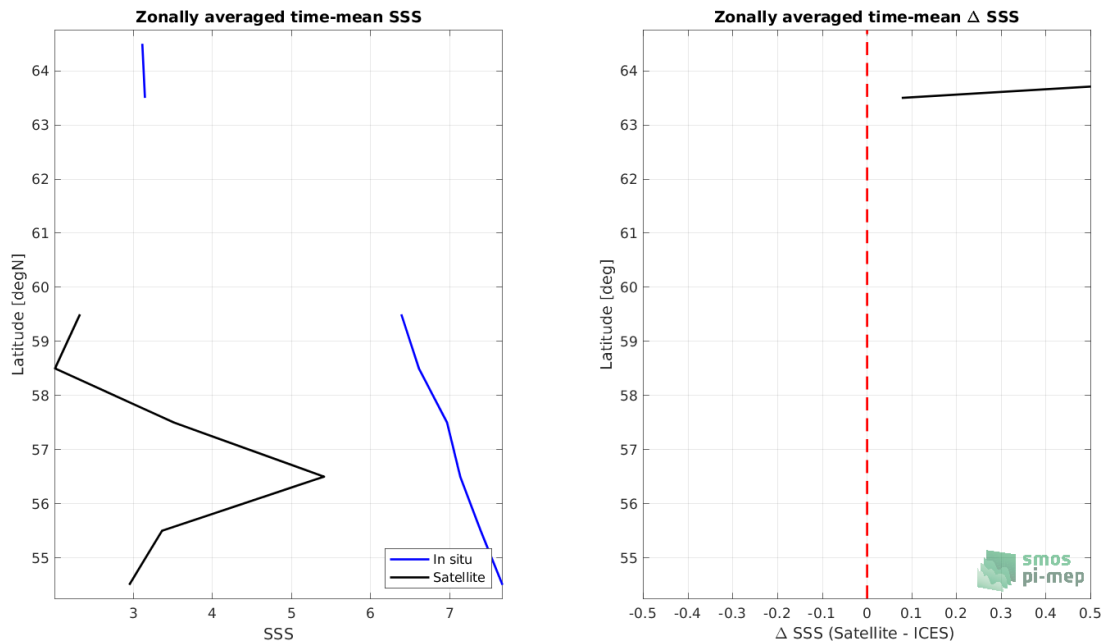 Zonally averaged time-mean SSS
64
63
62
61
60
59
58
57
56
55
Latitude [degN]
3 4 5 6 7
SSS
In situ
Satellite
Zonally averaged time-mean Δ SSS
64
63
62
61
60
59
58
57
56
55
Latitude [deg]
-0.5 -0.4 -0.3 -0.2 -0.1 0 0.1 0.2 0.3 0.4 0.5
Δ SSS (Satellite - ICES)
smos
pi-mep